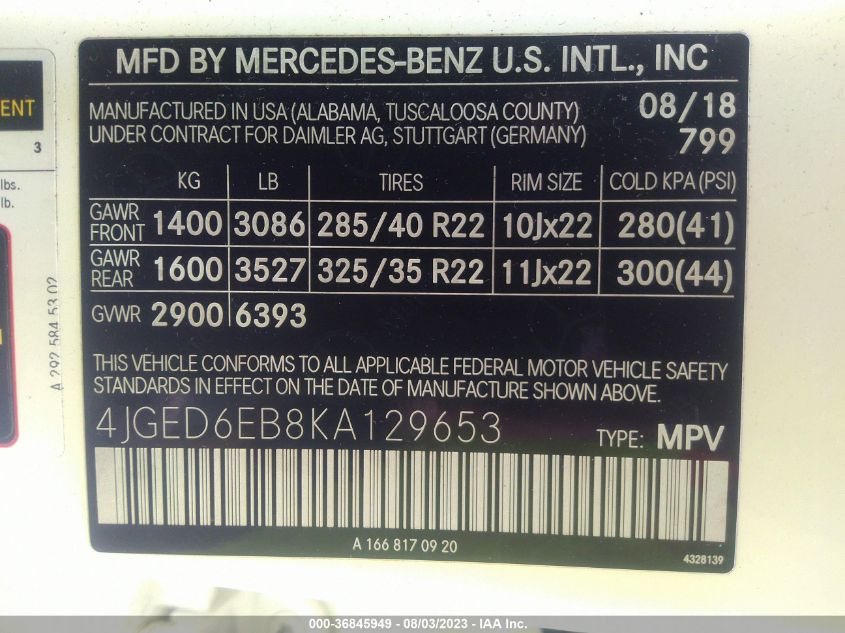 MFD BY MERCEDES-BENZ U.S. INTL., INC
MANUFACTURED IN USA (ALABAMA, TUSCALOOSA COUNTY) 08/18
UNDER CONTRACT FOR DAIMLER AG, STUTTGART (GERMANY) 799
KG LB TIRES RIM SIZE COLD KPA(PSI)
GAWR FRONT 1400 3086 285/40 R22 10Jx22 280(41)
GAWR REAR 1600 3527 325/35 R22 11Jx22 300(44)
GVWR 2900 6393
THIS VEHICLE CONFORMS TO ALL APPLICABLE FEDERAL MOTOR VEHICLE SAFETY
STANDARDS IN EFFECT ON THE DATE OF MANUFACTURE SHOWN ABOVE.
4JGED6EB8KA129653 TYPE: MPV
A 166 817 09 20
4328139
ENT
3
lbs.
lb.
A 292 584 53 02
000-36845949 - 08/03/2023 - IAA Inc.